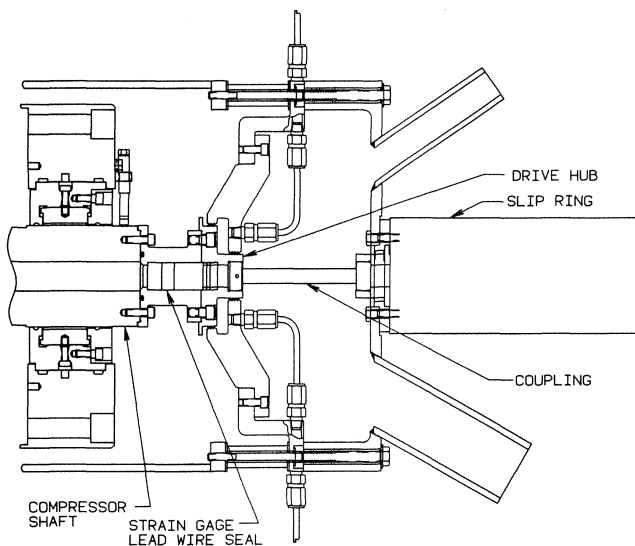 DRIVE HUB
SLIP RING
COUPLING
COMPRESSOR
SHAFT
STRAIN GAGE
LEAD WIRE SEAL